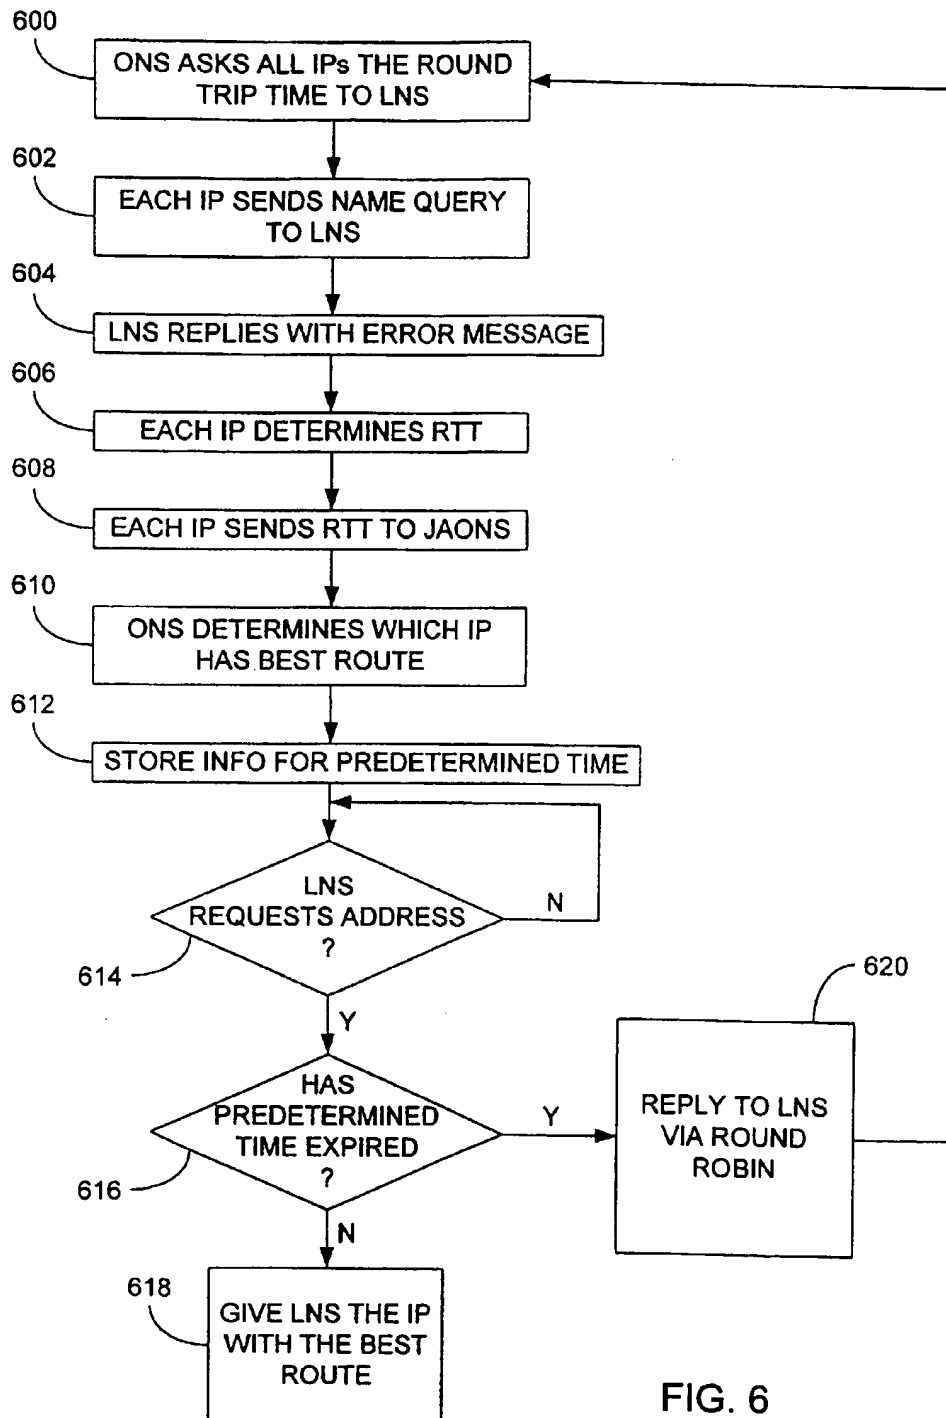 600
ONS ASKS ALL IPs THE ROUND
TRIP TIME TO LNS
602
EACH IP SENDS NAME QUERY
TO LNS
604
LNS REPLIES WITH ERROR MESSAGE
606
EACH IP DETERMINES RTT
608
EACH IP SENDS RTT TO JAONS
610
ONS DETERMINES WHICH IP
HAS BEST ROUTE
612
STORE INFO FOR PREDETERMINED TIME
LNS
REQUESTS ADDRESS
?
N
614
Y
620
HAS
PREDETERMINED
TIME EXPIRED
?
Y
616
N
REPLY TO LNS
VIA ROUND
ROBIN
618
GIVE LNS THE IP
WITH THE BEST
ROUTE
FIG. 6